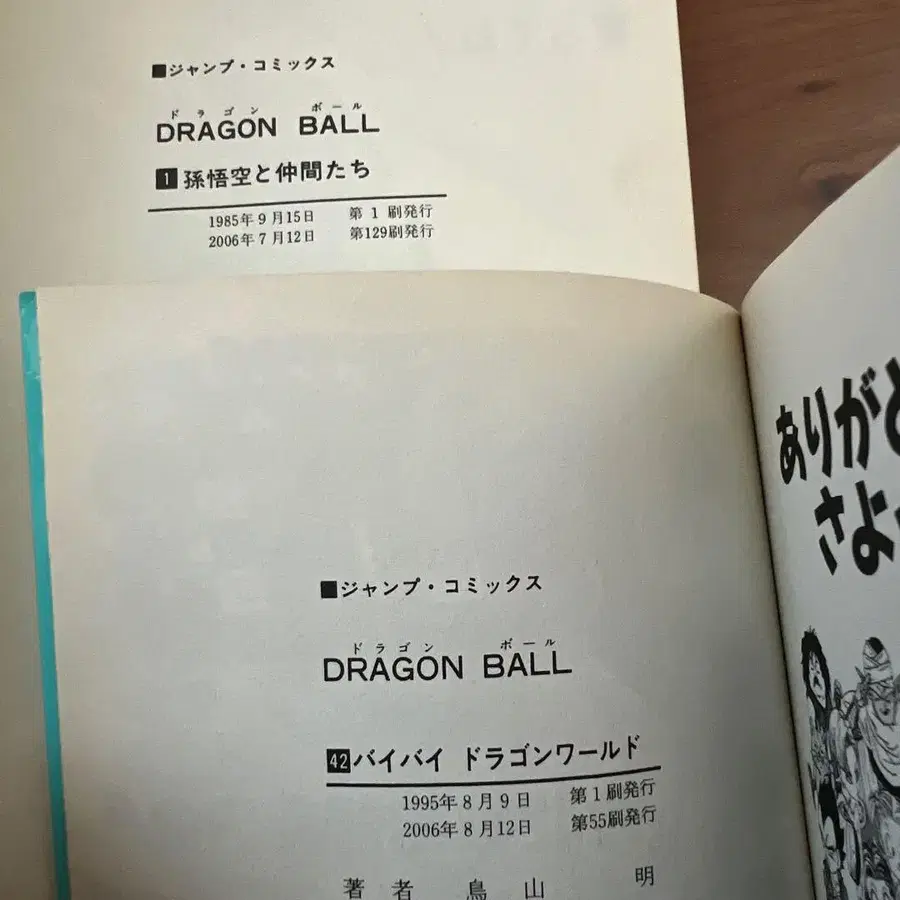 ■ジャンプ・コミックス
ドラゴン ボール
DRAGON BALL
1 孫悟空と仲間たち
1985年9月15日 第1刷発行
2006年7月12日 第129刷発行
■ジャンプ・コミックス
ドラゴン ボール
DRAGON BALL
42 バイバイ ドラゴンワールド
1995年8月9日 第1刷発行
2006年8月12日 第55刷発行
著者 鳥山 明
ありがと
さよ